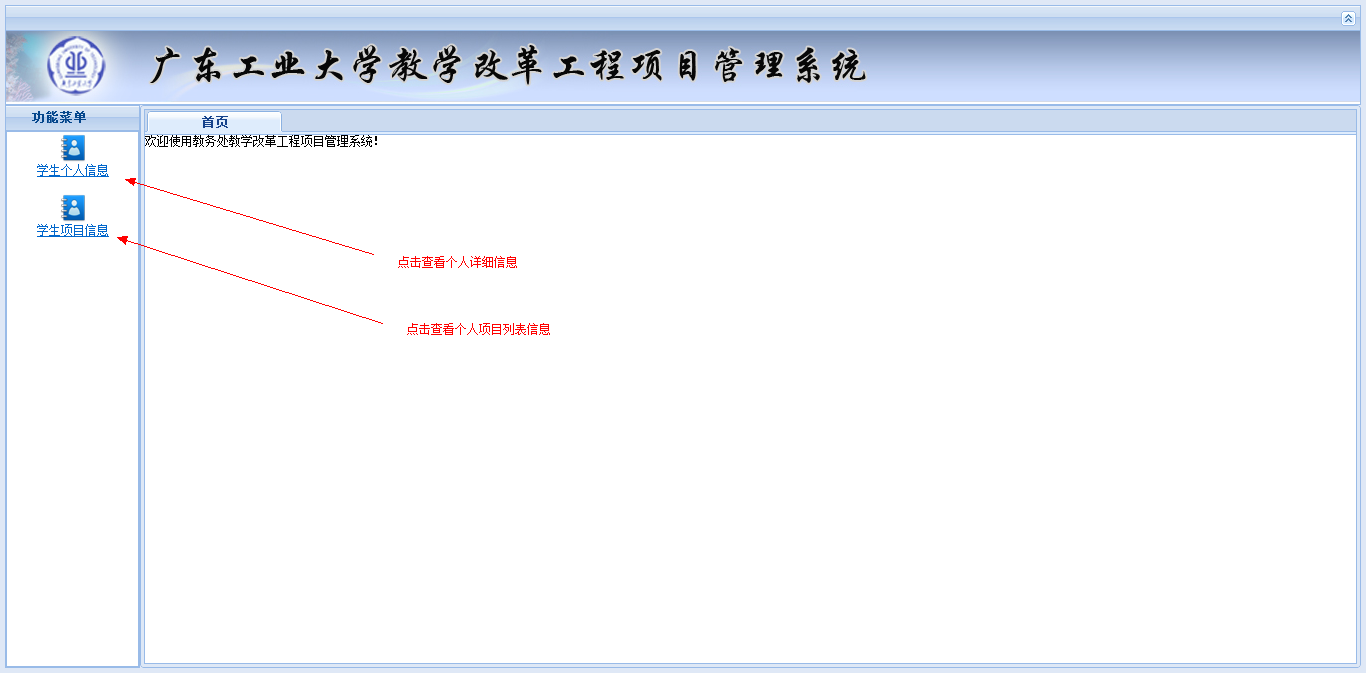 广东工业大学教学改革工程项目管理系统
功能菜单
首页
欢迎使用教务处教学改革工程项目管理系统!
学生个人信息
学生项目信息
点击查看个人详细信息
点击查看个人项目列表信息